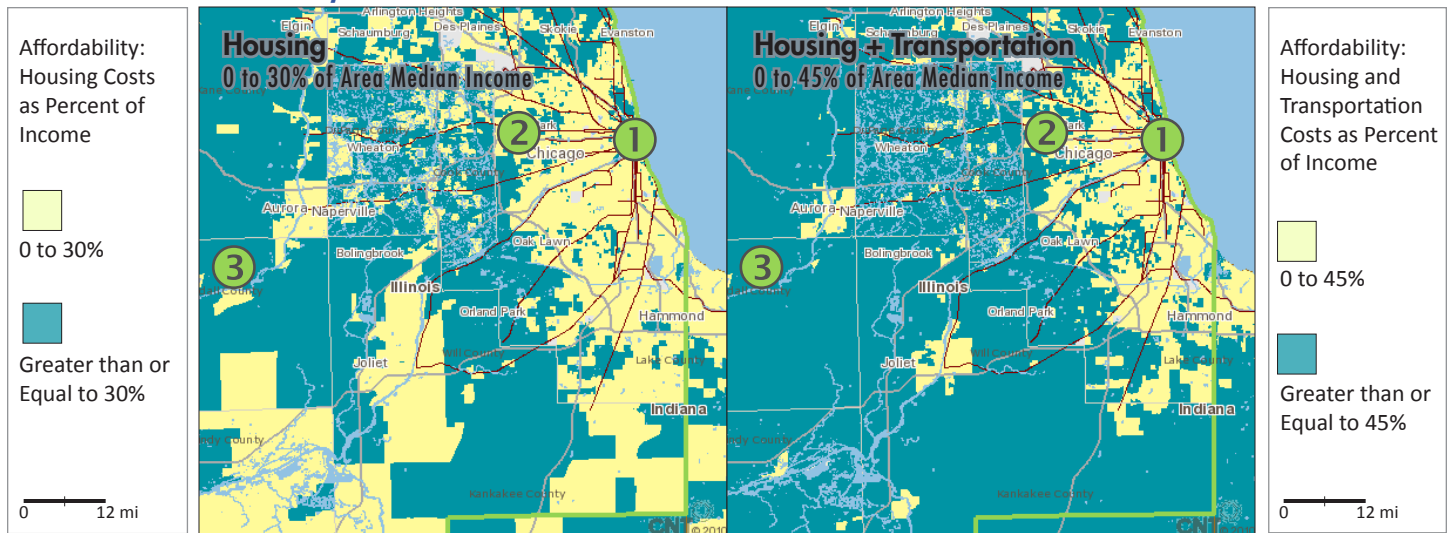 Affordability:
Housing Costs
as Percent of
Income
0 to 30%
Greater than or
Equal to 30%
0 12 mi
Housing
0 to 30% of Area Median Income
Arlington Heights
Elgin
Schaumburg
Des Plaines
Skokie
Evanston
Wheaton
2
1
Chicago
Cook County
Aurora
Naperville
Oak Lawn
Bolingbrook
3
Illinois
Orland Park
Hammond
Will County
Joliet
Lake County
Indiana
Kankakee County
CNT © 2010
Housing + Transportation
0 to 45% of Area Median Income
Arlington Heights
Elgin
Schaumburg
Des Plaines
Skokie
Evanston
Wheaton
2
1
Chicago
Cook County
Aurora
Naperville
Oak Lawn
Bolingbrook
3
Illinois
Orland Park
Hammond
Will County
Joliet
Lake County
Indiana
Kankakee County
CNT
Affordability:
Housing and
Transportation
Costs as Percent
of Income
0 to 45%
Greater than or
Equal to 45%
0 12 mi